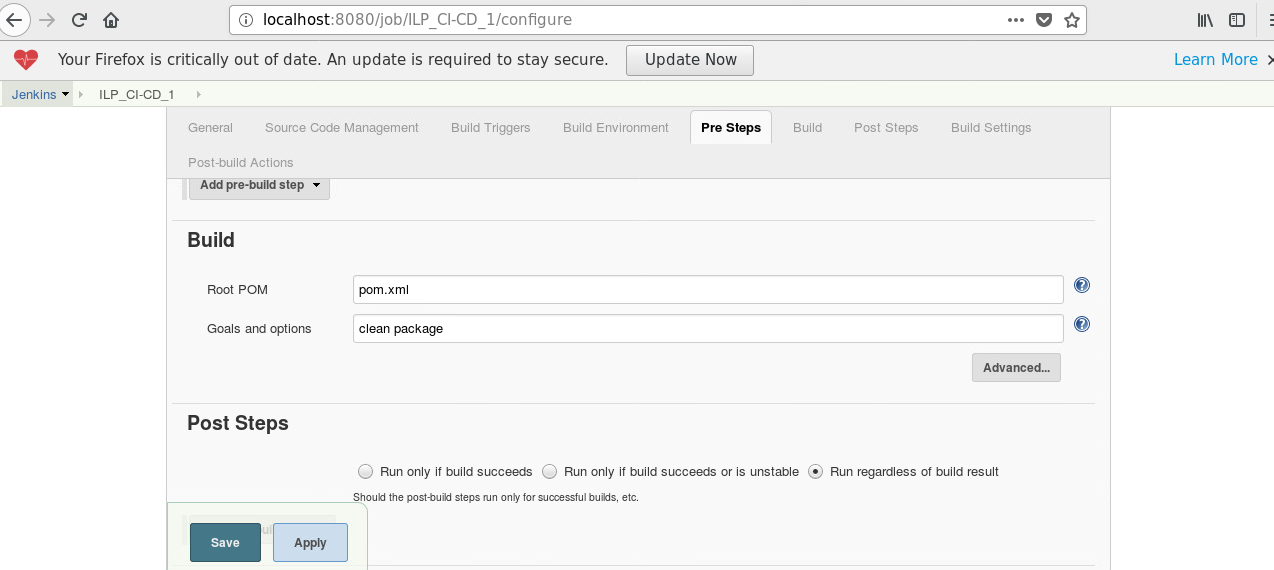 localhost:8080/job/ILP_CI-CD_1/configure
Your Firefox is critically out of date. An update is required to stay secure. Update Now Learn More
Jenkins ILP_CI-CD_1
General Source Code Management Build Triggers Build Environment Pre Steps Build Post Steps Build Settings
Post-build Actions
Add pre-build step
Build
Root POM pom.xml
Goals and options clean package
Advanced...
Post Steps
Run only if build succeeds Run only if build succeeds or is unstable Run regardless of build result
Should the post-build steps run only for successful builds, etc.
Save Apply